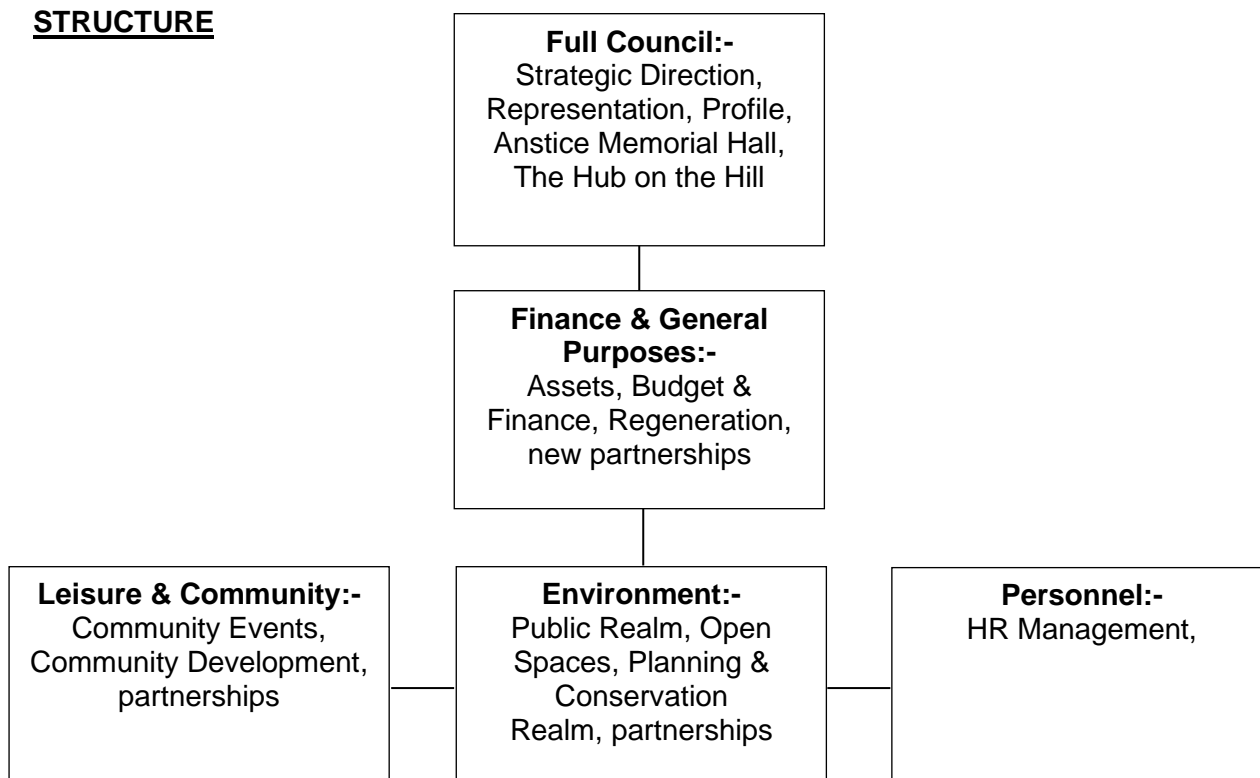 STRUCTURE
Full Council:-
Strategic Direction,
Representation, Profile,
Anstice Memorial Hall,
The Hub on the Hill
Finance & General
Purposes:-
Assets, Budget &
Finance, Regeneration,
new partnerships
Leisure & Community:-
Community Events,
Community Development,
partnerships
Environment:-
Public Realm, Open
Spaces, Planning &
Conservation
Realm, partnerships
Personnel:-
HR Management,